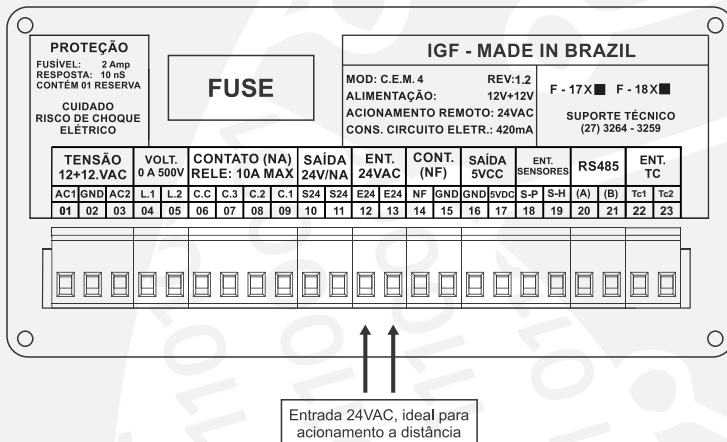 PROTEÇÃO
FUSÍVEL: 2 Amp
RESPOSTA: 10 nS
CONTÉM 01 RESERVA
CUIDADO
RISCO DE CHOQUE
ELÉTRICO
FUSE
IGF - MADE IN BRAZIL
MOD: C.E.M. 4 REV:1.2
ALIMENTAÇÃO: 12V+12V
ACIONAMENTO REMOTO: 24VAC
CONS. CIRCUITO ELETR.: 420mA
F - 17X■ F - 18X■
SUPORTE TÉCNICO
(27) 3264 - 3259
TENSÃO
12+12.VAC
VOLT.
0 A 500V
CONTATO (NA)
RELE: 10A MAX
SAÍDA
24V/NA
ENT.
24VAC
CONT.
(NF)
SAÍDA
5VCC
ENT.
SENSORES
RS485
ENT.
TC
AC1 GND AC2 L.1 L.2 C.C C.3 C.2 C.1 S24 S24 E24 E24 NF GND GND 5VDC S-P S-H (A) (B) Tc1 Tc2
01 02 03 04 05 06 07 08 09 10 11 12 13 14 15 16 17 18 19 20 21 22 23
Entrada 24VAC, ideal para
acionamento a distância